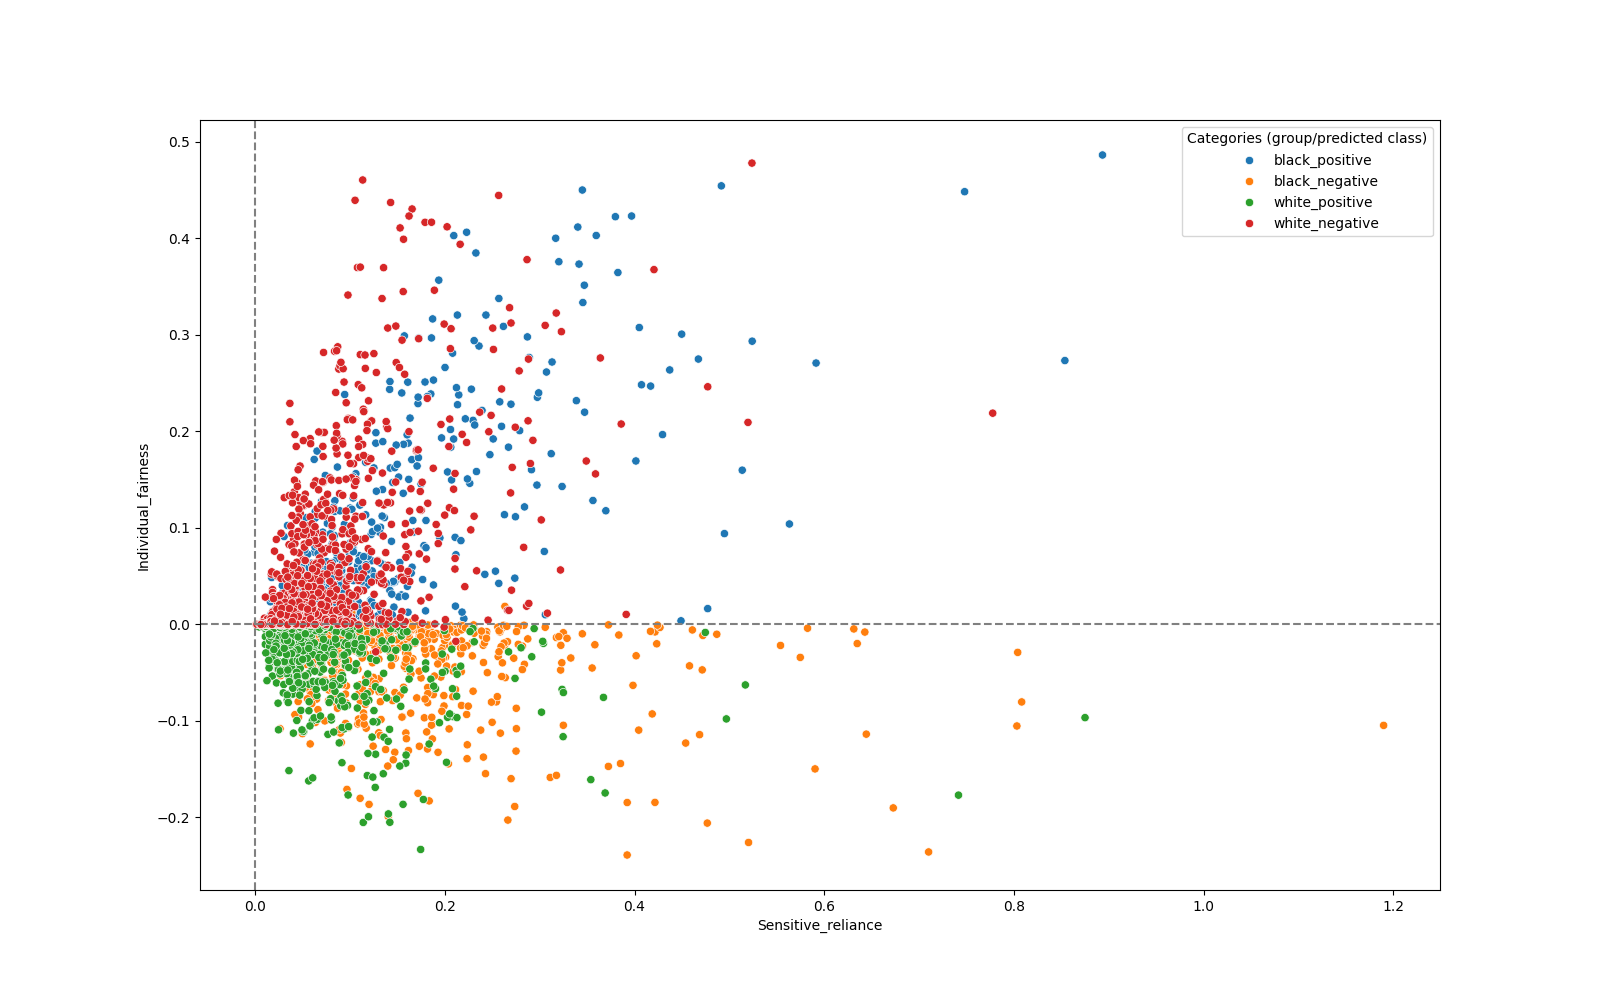 Categories (group/predicted class)
black_positive
black_negative
white_positive
white_negative
0.5
0.4
0.3
0.2
0.1
0.0
−0.1
−0.2
Individual_fairness
0.0 0.2 0.4 0.6 0.8 1.0 1.2
Sensitive_reliance